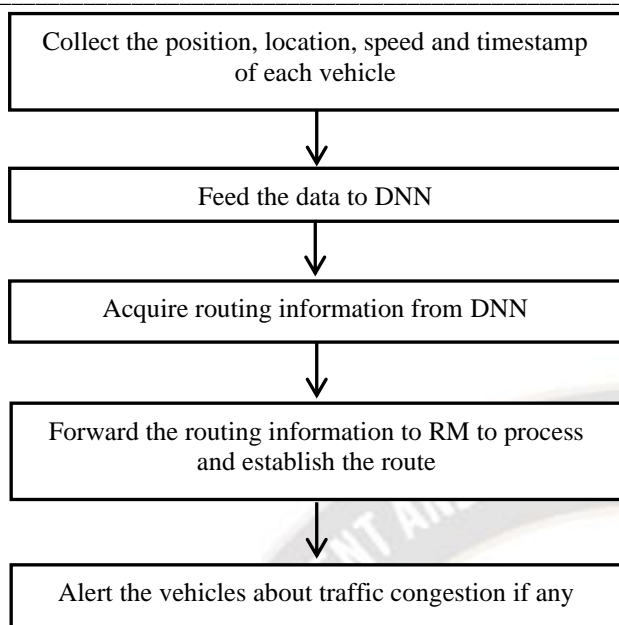 Collect the position, location, speed and timestamp
of each vehicle
Feed the data to DNN
Acquire routing information from DNN
Forward the routing information to RM to process
and establish the route
ENT AN
Alert the vehicles about traffic congestion if any